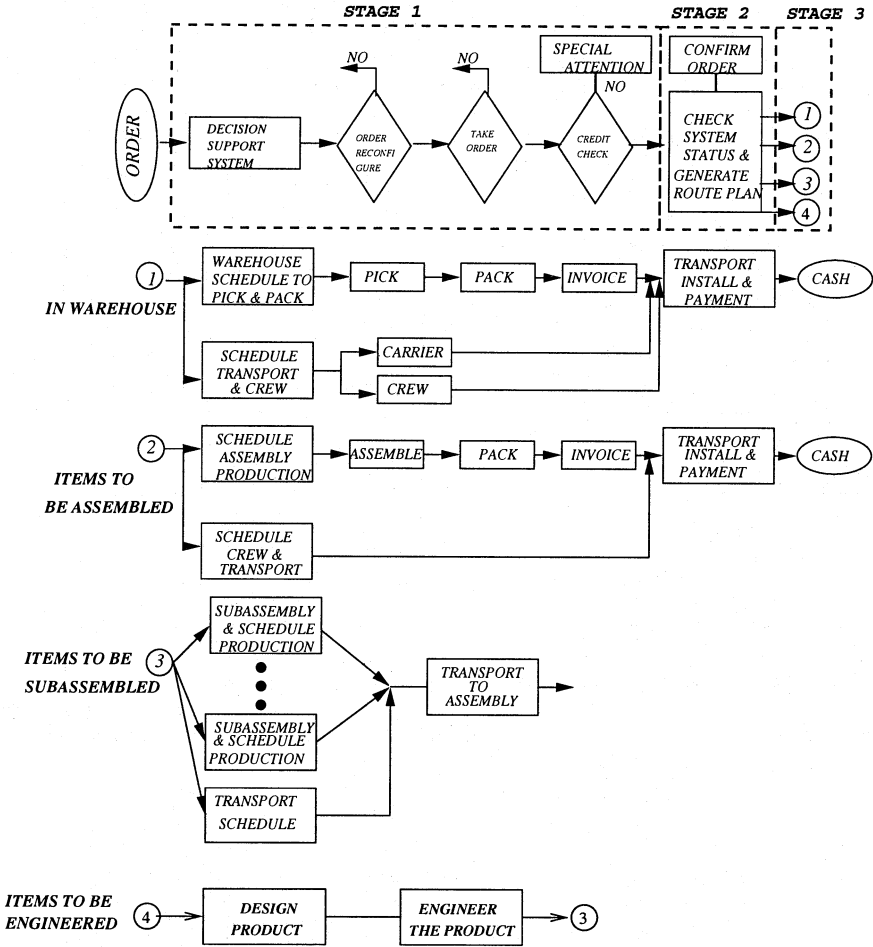 STAGE 1
STAGE 2
STAGE 3
ORDER
DECISION
SUPPORT
SYSTEM
NO
ORDER
RECONFI
GURE
NO
TAKE
ORDER
SPECIAL
ATTENTION
NO
CREDIT
CHECK
CONFIRM
ORDER
CHECK
SYSTEM
STATUS &
GENERATE
ROUTE PLAN
1
2
3
4
1
IN WAREHOUSE
WAREHOUSE
SCHEDULE TO
PICK & PACK
PICK
PACK
INVOICE
TRANSPORT
INSTALL &
PAYMENT
CASH
SCHEDULE
TRANSPORT
& CREW
CARRIER
CREW
2
ITEMS TO
BE ASSEMBLED
SCHEDULE
ASSEMBLY
PRODUCTION
ASSEMBLE
PACK
INVOICE
TRANSPORT
INSTALL &
PAYMENT
CASH
SCHEDULE
CREW &
TRANSPORT
ITEMS TO BE
SUBASSEMBLED
3
SUBASSEMBLY
& SCHEDULE
PRODUCTION
SUBASSEMBLY
& SCHEDULE
PRODUCTION
TRANSPORT
SCHEDULE
TRANSPORT
TO
ASSEMBLY
ITEMS TO BE
ENGINEERED
4
DESIGN
PRODUCT
ENGINEER
THE PRODUCT
3